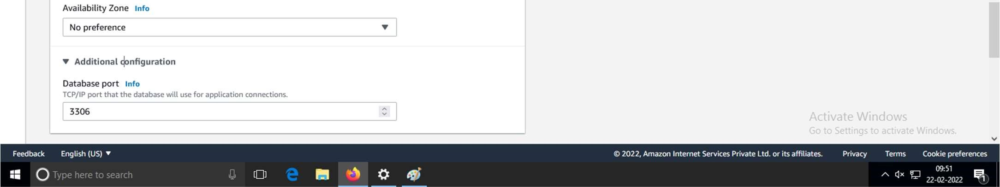 Availability Zone Info
No preference
Additional configuration
Database port Info
TCP/IP port that the database will use for application connections.
3306
Activate Windows
Go to Settings to activate Windows.
Feedback English (US) © 2022, Amazon Internet Services Private Ltd. or its affiliates. Privacy Terms Cookie preferences
Type here to search
09:51
22-02-2022
1